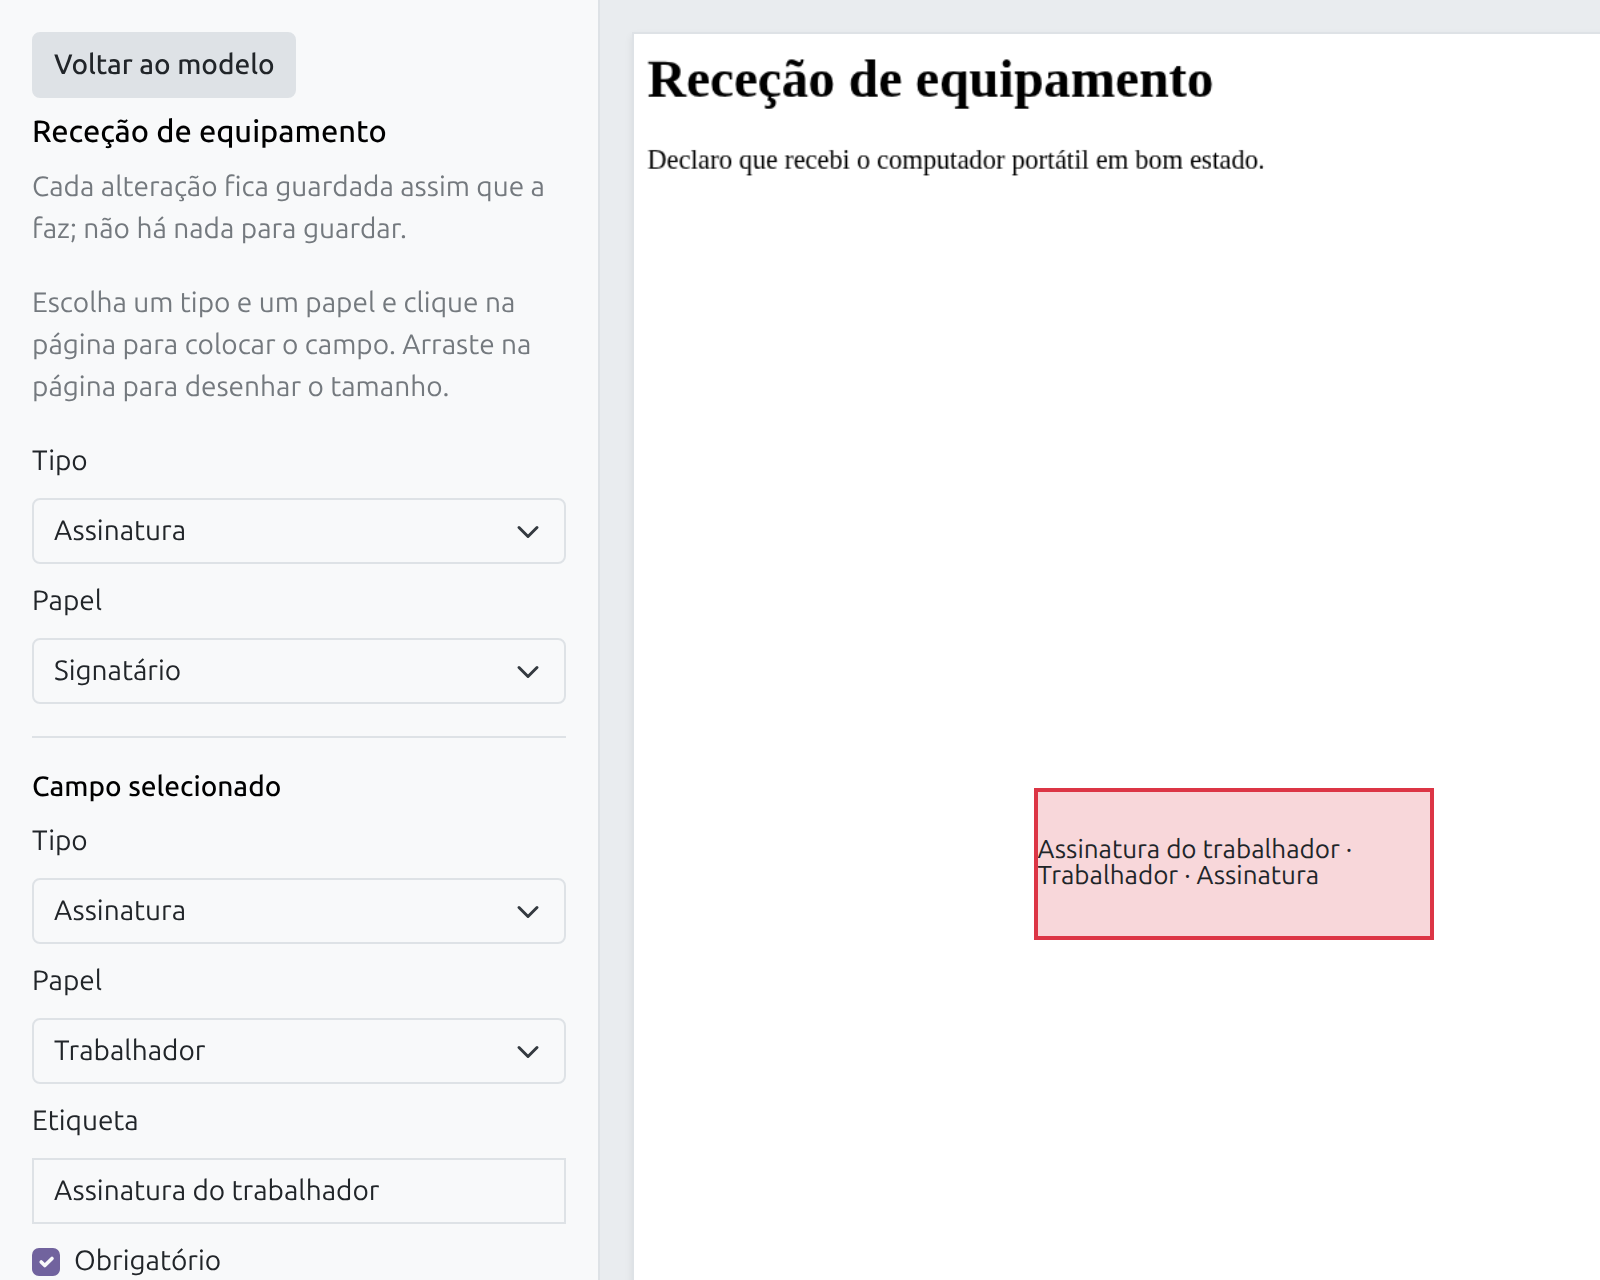 Voltar ao modelo
Receção de equipamento
Cada alteração fica guardada assim que a
faz; não há nada para guardar.
Escolha um tipo e um papel e clique na
página para colocar o campo. Arraste na
página para desenhar o tamanho.
Tipo
Assinatura
Papel
Signatário
Campo selecionado
Tipo
Assinatura
Papel
Trabalhador
Etiqueta
Assinatura do trabalhador
Obrigatório
Receção de equipamento
Declaro que recebi o computador portátil em bom estado.
Assinatura do trabalhador ·
Trabalhador · Assinatura